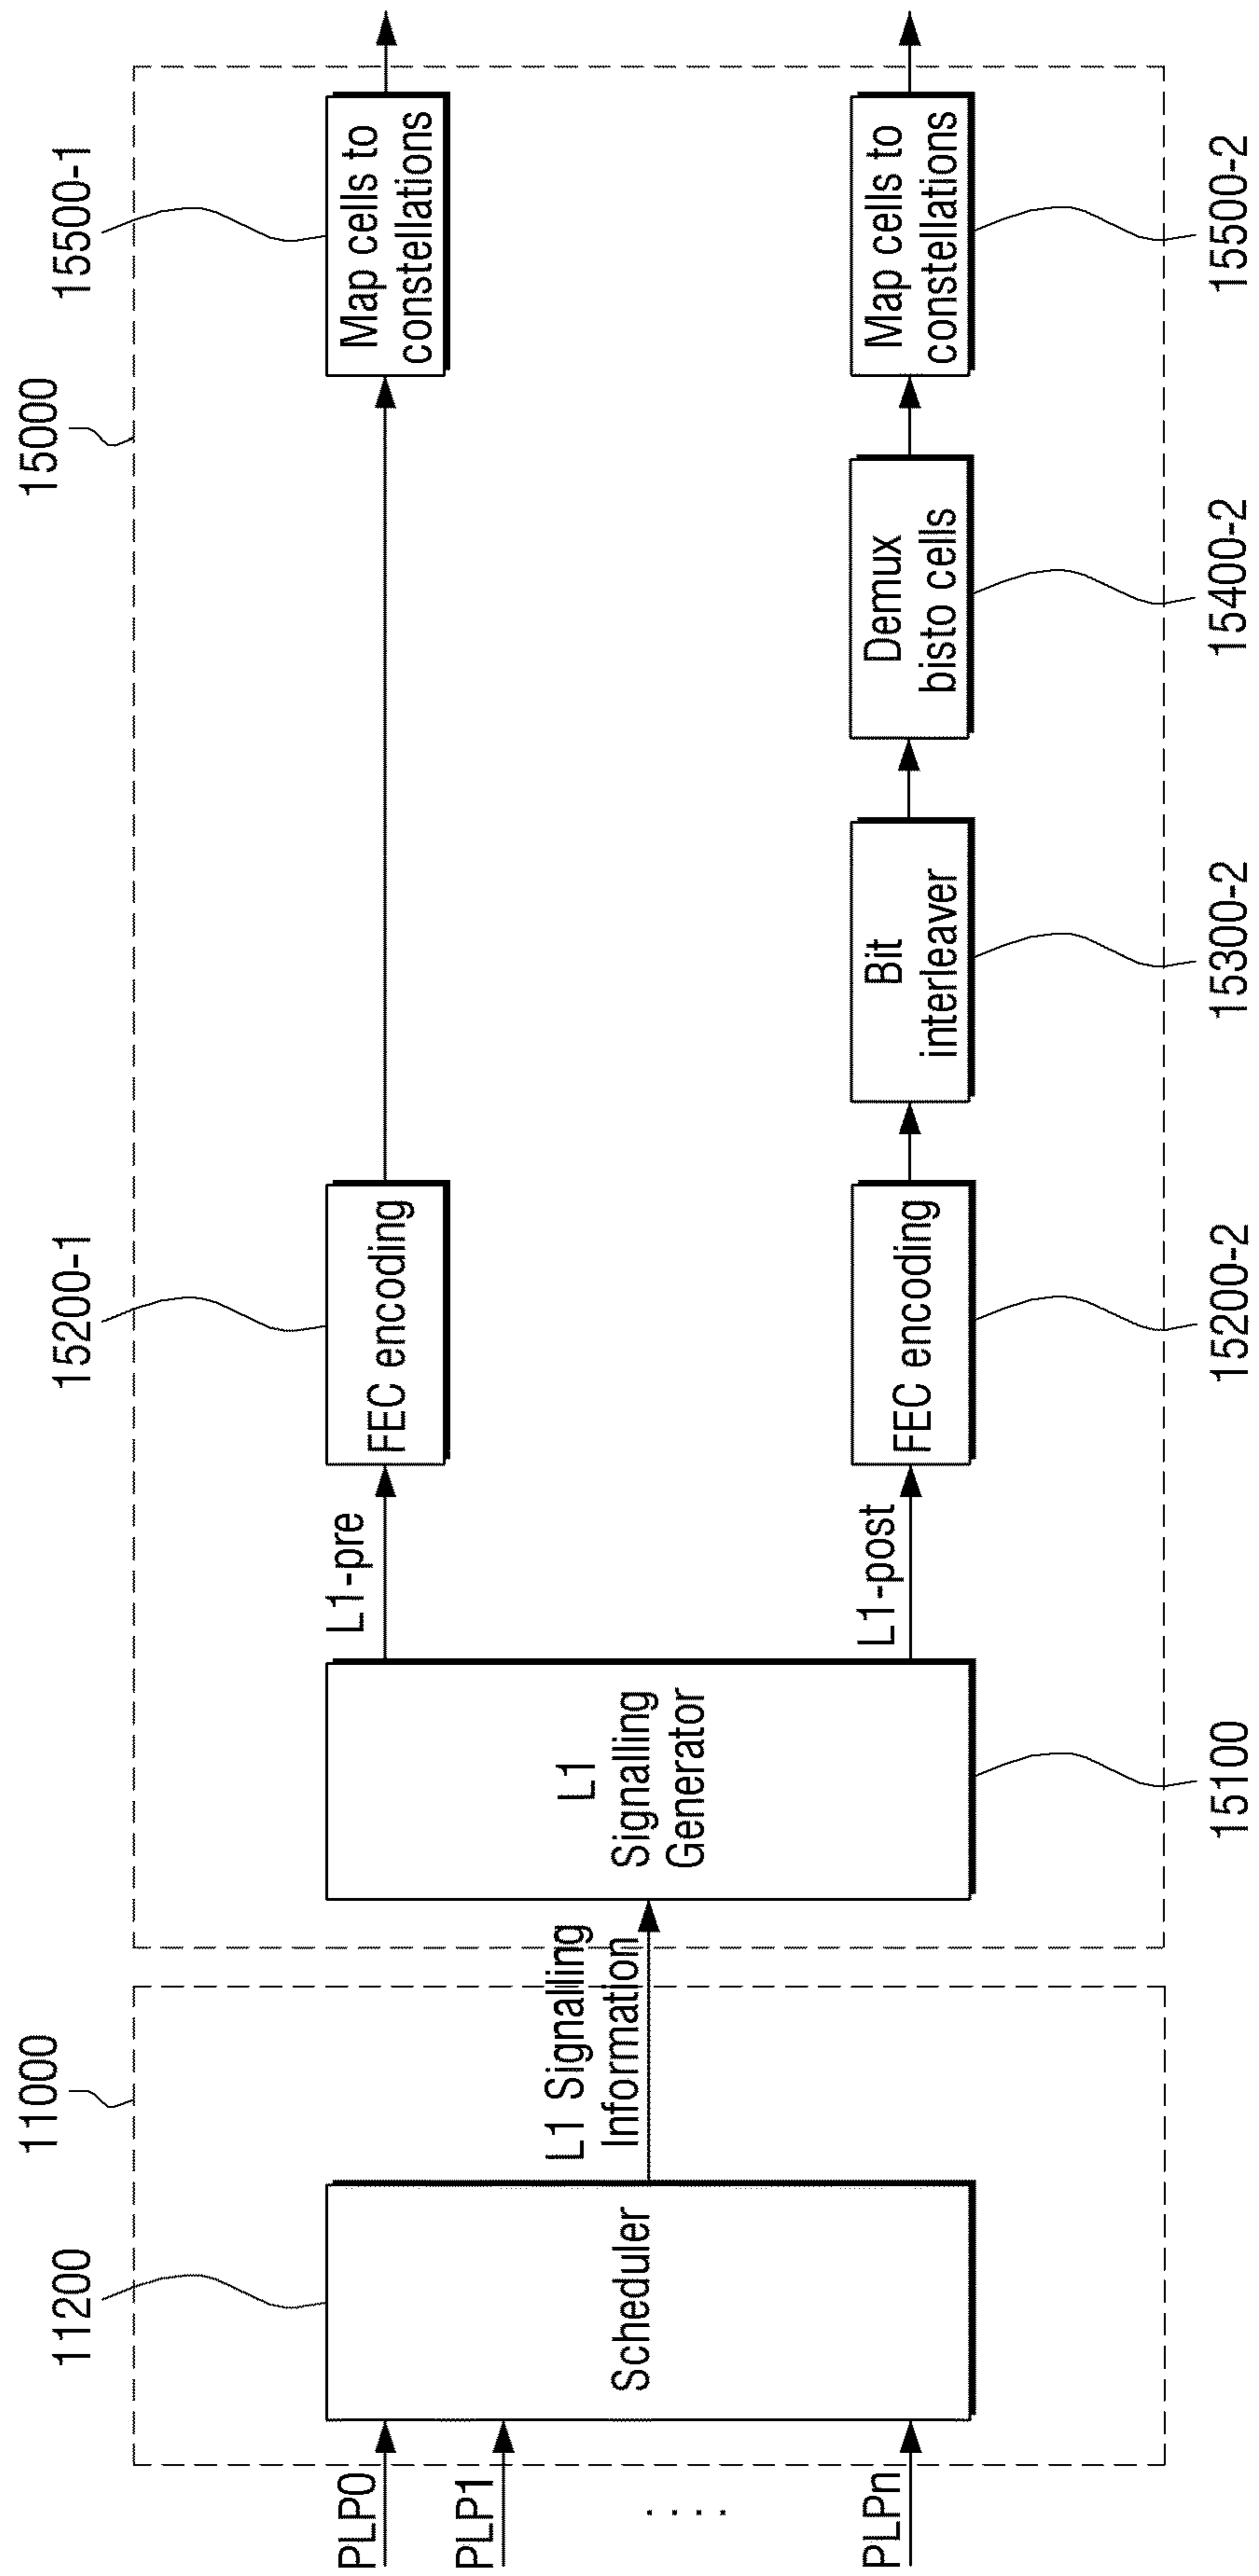 11000
15000
11200
15200-1
15500-1
PLP0
PLP1
. . . .
PLPn
Scheduler
L1 Signalling
Information
L1
Signalling
Generator
L1-pre
FEC encoding
Map cells to
constellations
L1-post
FEC encoding
Bit
interleaver
Demux
bisto cells
Map cells to
constellations
15100
15200-2
15300-2
15400-2
15500-2